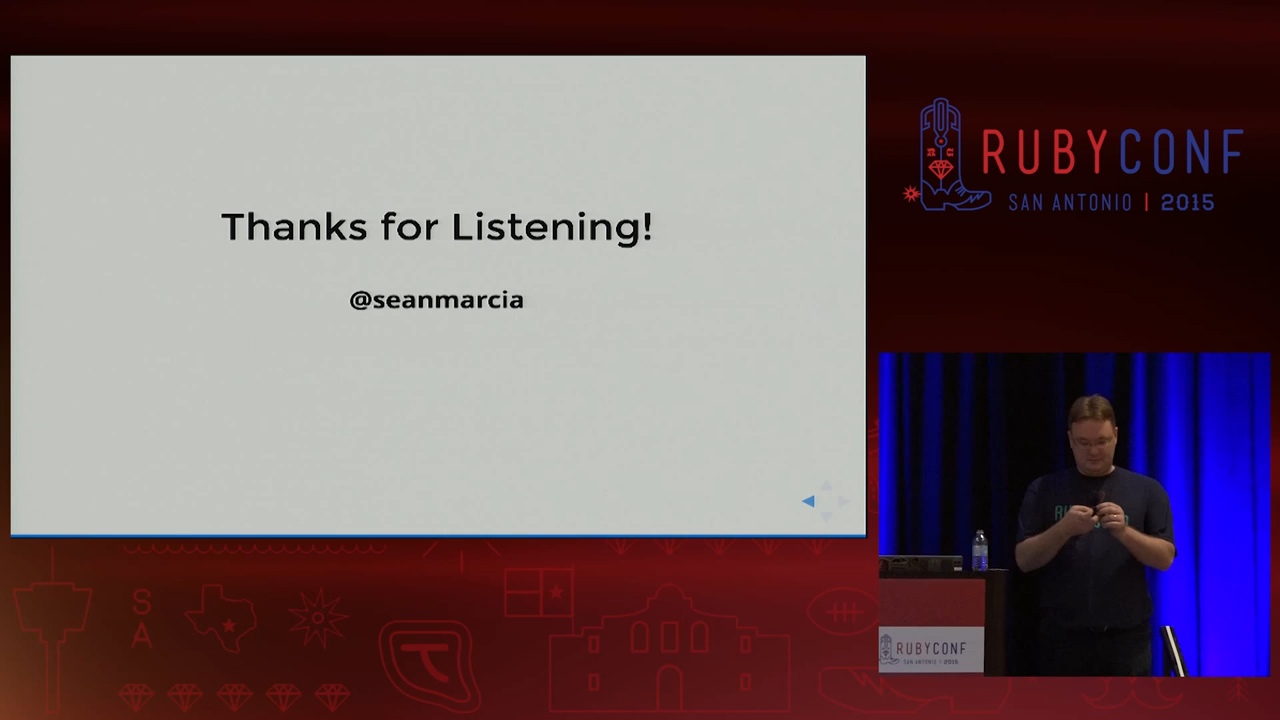 Thanks for Listening!
@seanmarcia
RUBYCONF
SAN ANTONIO | 2015
S
A
RUBYCONF
SAN ANTONIO | 2015